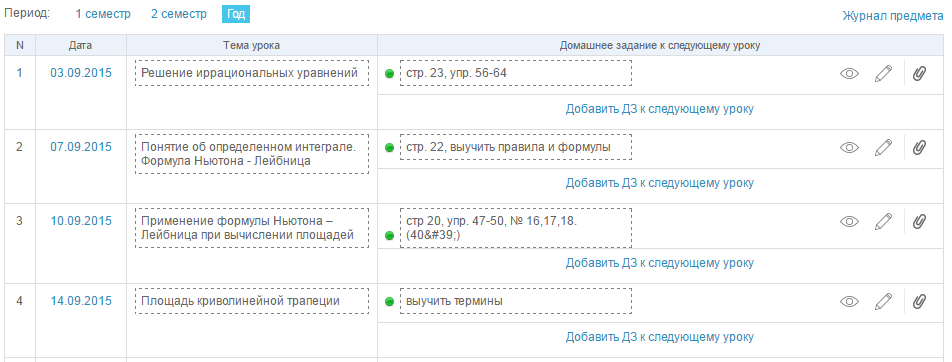 Период: 1 семестр 2 семестр Год Журнал предмета
N Дата Тема урока Домашнее задание к следующему уроку
1 03.09.2015 Решение иррациональных уравнений стр. 23, упр. 56-64
Добавить ДЗ к следующему уроку
2 07.09.2015 Понятие об определенном интеграле. стр. 22, выучить правила и формулы
Формула Ньютона - Лейбница
Добавить ДЗ к следующему уроку
3 10.09.2015 Применение формулы Ньютона – стр 20, упр. 47-50, № 16,17,18.
Лейбница при вычислении площадей (40&#39;)
Добавить ДЗ к следующему уроку
4 14.09.2015 Площадь криволинейной трапеции выучить термины
Добавить ДЗ к следующему уроку